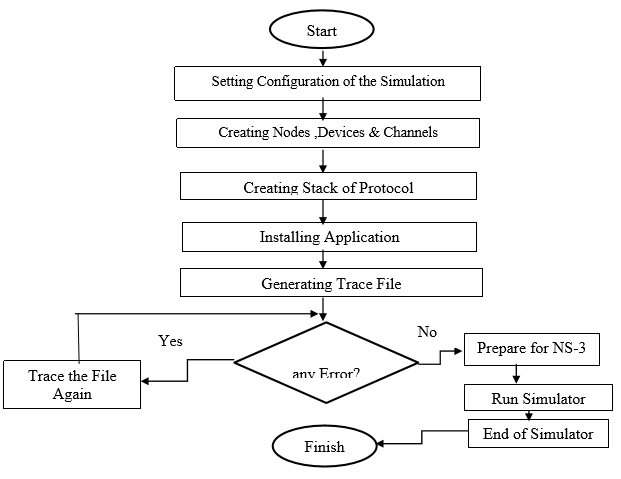 Start
Setting Configuration of the Simulation
Creating Nodes ,Devices & Channels
Creating Stack of Protocol
Installing Application
Generating Trace File
Yes
No
any Error?
Trace the File
Again
Prepare for NS-3
Run Simulator
End of Simulator
Finish